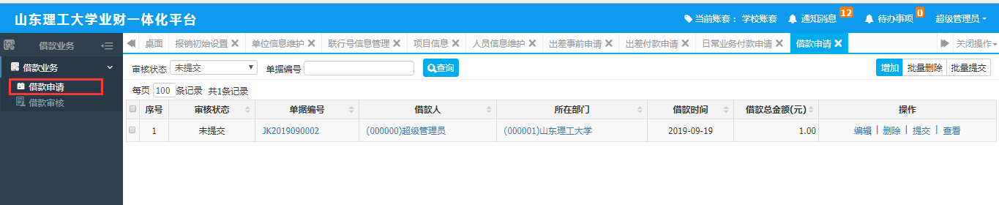 山东理工大学业财一体化平台 当前账套： 学校账套 通知消息 12 待办事项 0 超级管理员
借款业务 桌面 报销初始设置 单位信息维护 联行号信息管理 项目信息 人员信息维护 出差事前申请 出差付款申请 日常业务付款申请 借款申请 关闭操作
借款业务
借款申请
借款审核
审核状态 未提交 单据编号 查询 增加 批量删除 批量提交
每页 100 条记录 共1条记录
序号 审核状态 单据编号 借款人 所在部门 借款时间 借款总金额(元) 操作
1 未提交 JK2019090002 (000000)超级管理员 (000001)山东理工大学 2019-09-19 1.00 编辑 | 删除 | 提交 | 查看